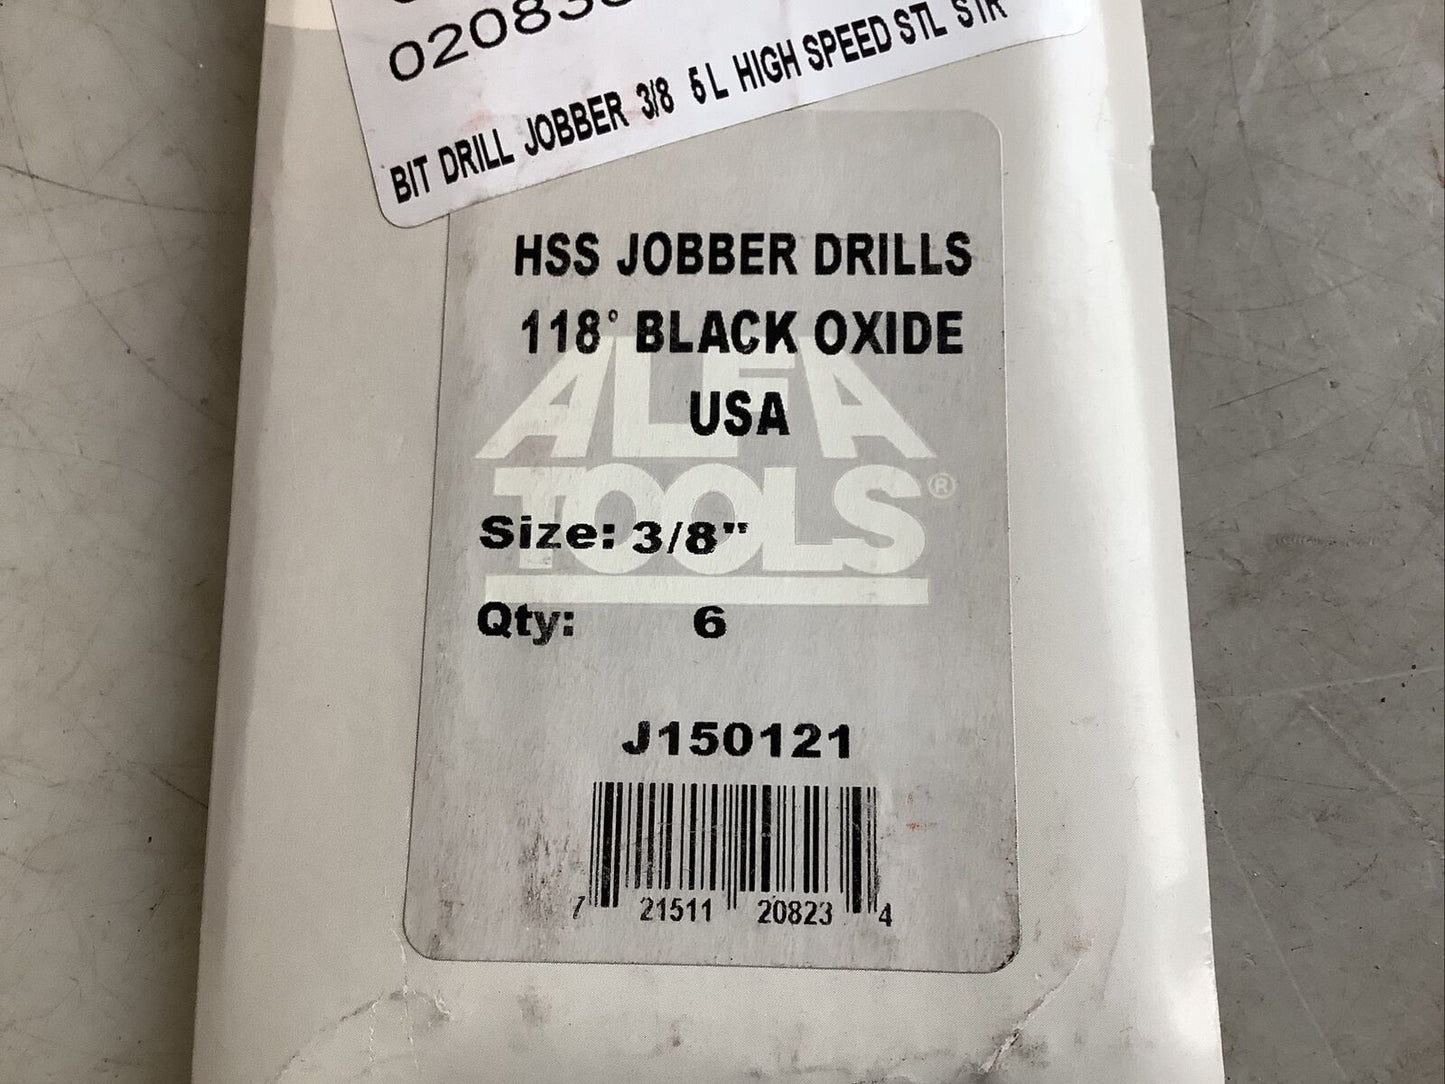 BIT DRILL JOBBER 3/8 5 L HIGH SPEED STL STR
HSS JOBBER DRILLS
118° BLACK OXIDE
USA
ALFA
TOOLS®
Size: 3/8"
Qty: 6
J150121
7 21511 20823 4